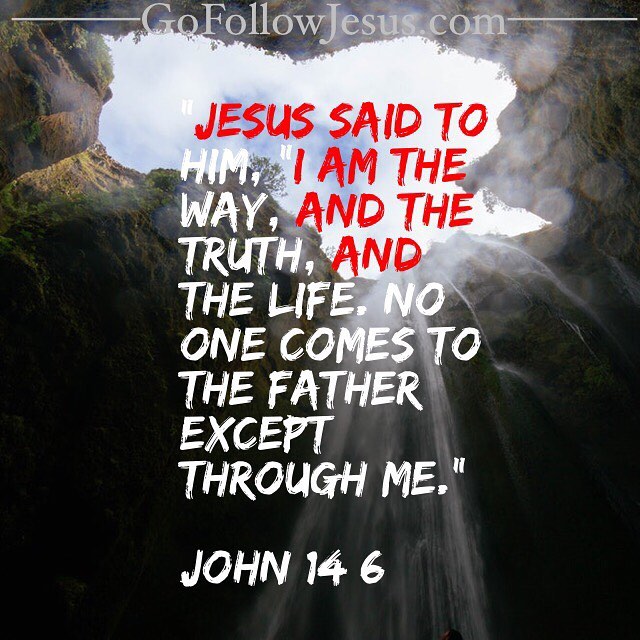 GoFollowJesus.com
"JESUS SAID TO
HIM, "I AM THE
WAY, AND THE
TRUTH, AND
THE LIFE. NO
ONE COMES TO
THE FATHER
EXCEPT
THROUGH ME."
JOHN 14 6